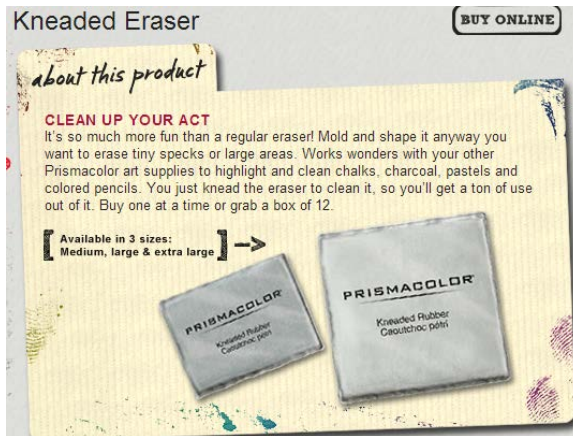 Kneaded Eraser
BUY ONLINE
about this product
CLEAN UP YOUR ACT
It's so much more fun than a regular eraser! Mold and shape it anyway you
want to erase tiny specks or large areas. Works wonders with your other
Prismacolor art supplies to highlight and clean chalks, charcoal, pastels and
colored pencils. You just knead the eraser to clean it, so you'll get a ton of use
out of it. Buy one at a time or grab a box of 12.
Available in 3 sizes:
Medium, large & extra large
PRISMACOLOR
Kneaded Rubber
Caoutchoc pétri
PRISMACOLOR
Kneaded Rubber
Caoutchoc pétri